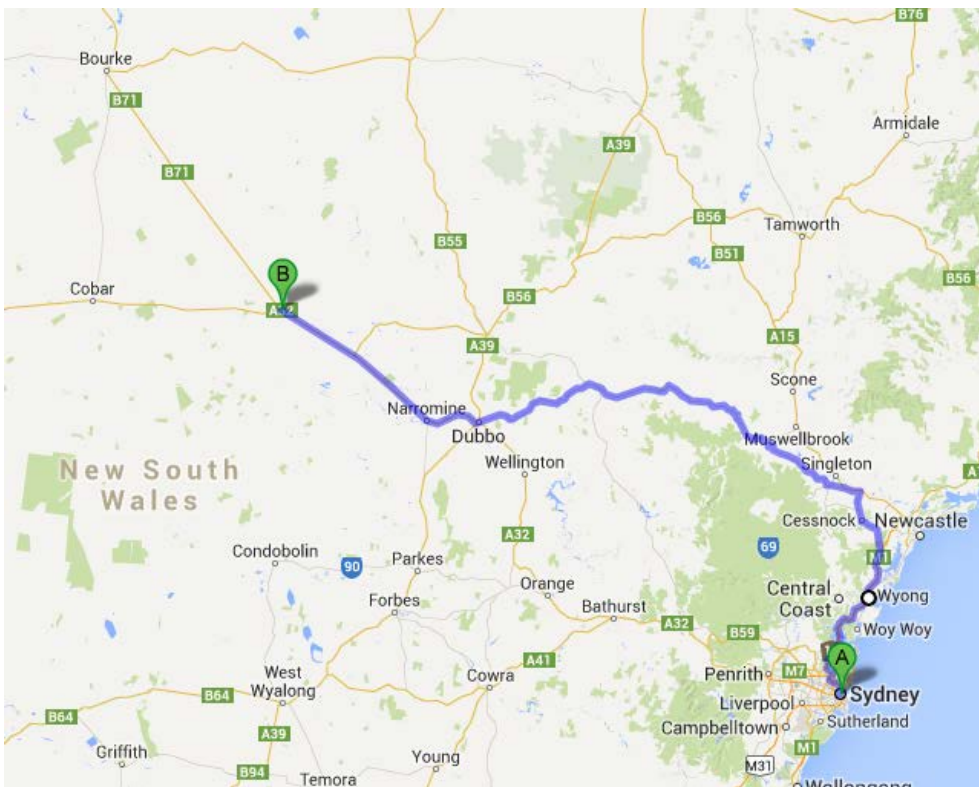 B76
Bourke
B71
Armidale
A39
B71
B56
Tamworth
B55
B51
B
Cobar
B56
B56
A32
A39
A15
Scone
Narromine
Dubbo
Muswellbrook
Wellington
Singleton
New South
Wales
Cessnock
Newcastle
A32
69
M1
Condobolin
90
Parkes
Orange
Central
Coast
Wyong
Forbes
Bathurst
A32
B59
Woy Woy
A
West
Wyalong
Cowra
A41
Penrith
M7
Sydney
B64
Liverpool
Sutherland
B64
A39
Campbelltown
M1
Griffith
B94
Young
M31
Temora
Wollongong